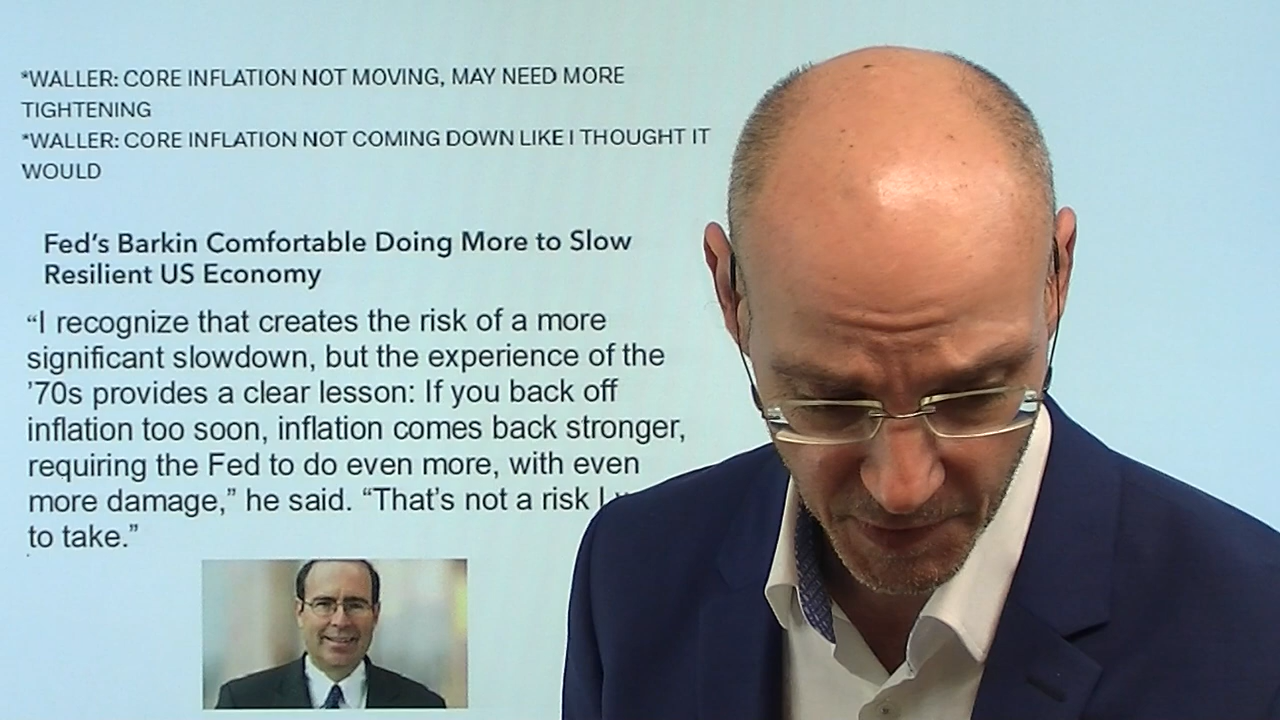 *WALLER: CORE INFLATION NOT MOVING, MAY NEED MORE
TIGHTENING
*WALLER: CORE INFLATION NOT COMING DOWN LIKE I THOUGHT IT
WOULD
Fed's Barkin Comfortable Doing More to Slow
Resilient US Economy
“I recognize that creates the risk of a more
significant slowdown, but the experience of the
’70s provides a clear lesson: If you back off
inflation too soon, inflation comes back stronger,
requiring the Fed to do even more, with even
more damage,” he said. “That’s not a risk I
to take.”